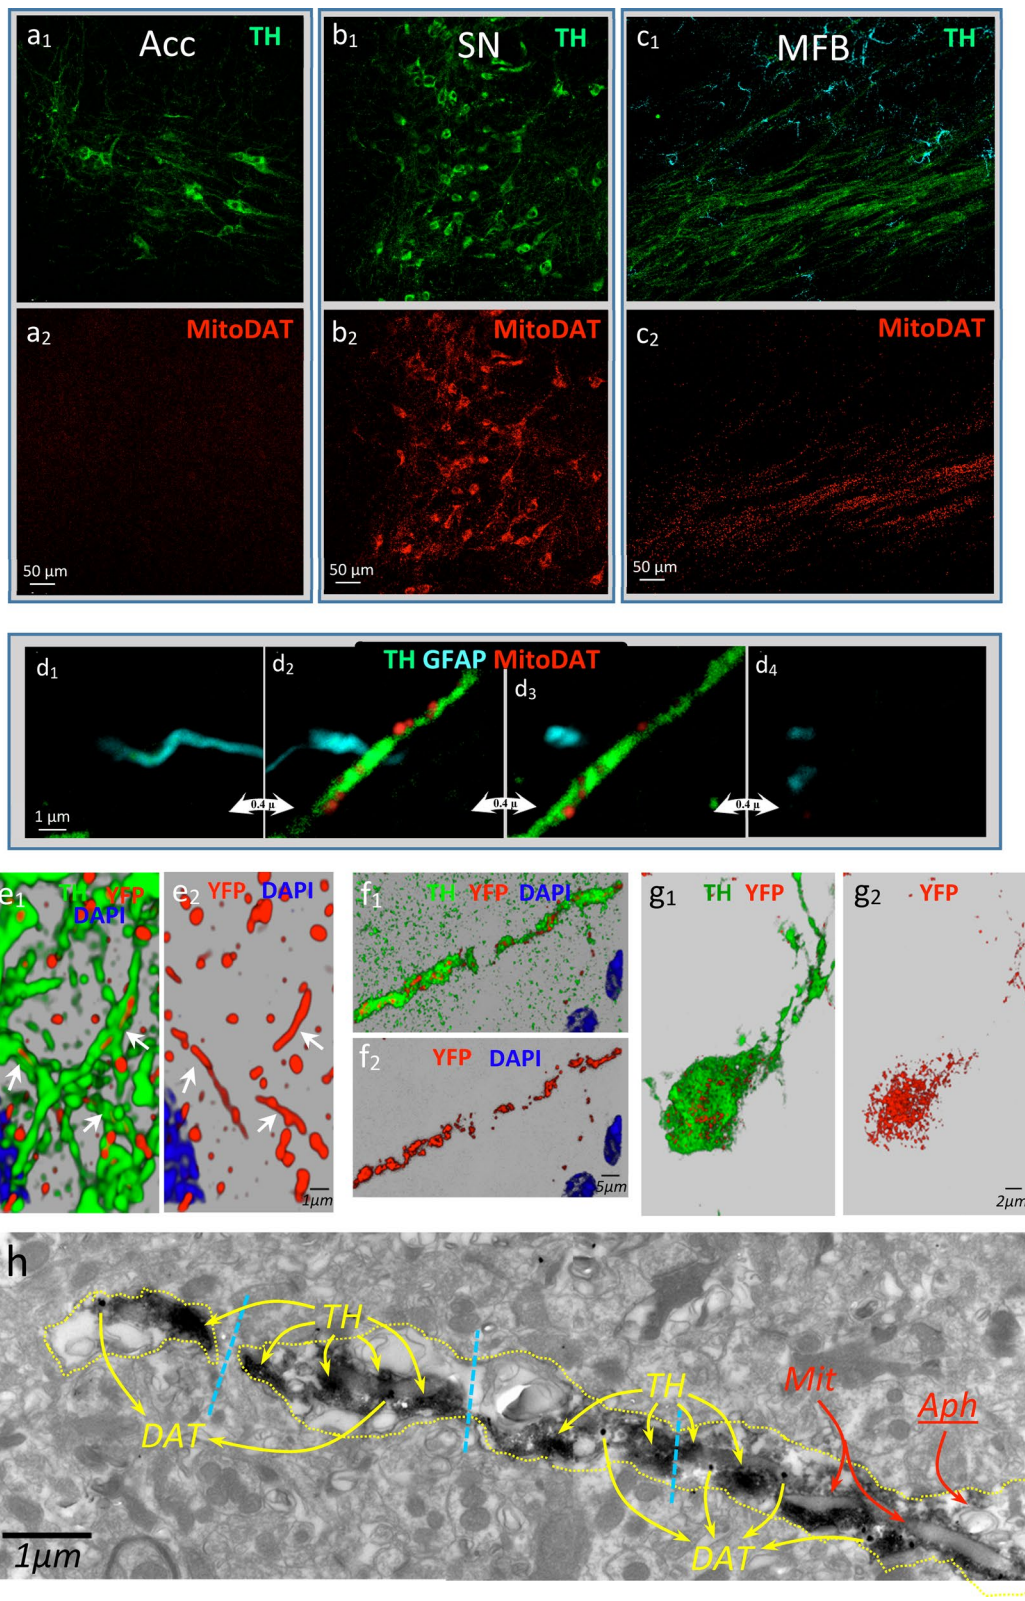 a1 Acc TH
b1 SN TH
c1 MFB TH
a2 MitoDAT
50 µm
b2 MitoDAT
50 µm
c2 MitoDAT
50 µm
TH GFAP MitoDAT
d1
d2
d3
d4
0.4 µ
0.4 µ
0.4 µ
1 µm
e1 TH YFP
DAPI
e2 YFP DAPI
1µm
f1 TH YFP DAPI
f2 YFP DAPI
5µm
g1 TH YFP
g2 YFP
2µm
h
TH
TH
Mit
Aph
DAT
DAT
1µm